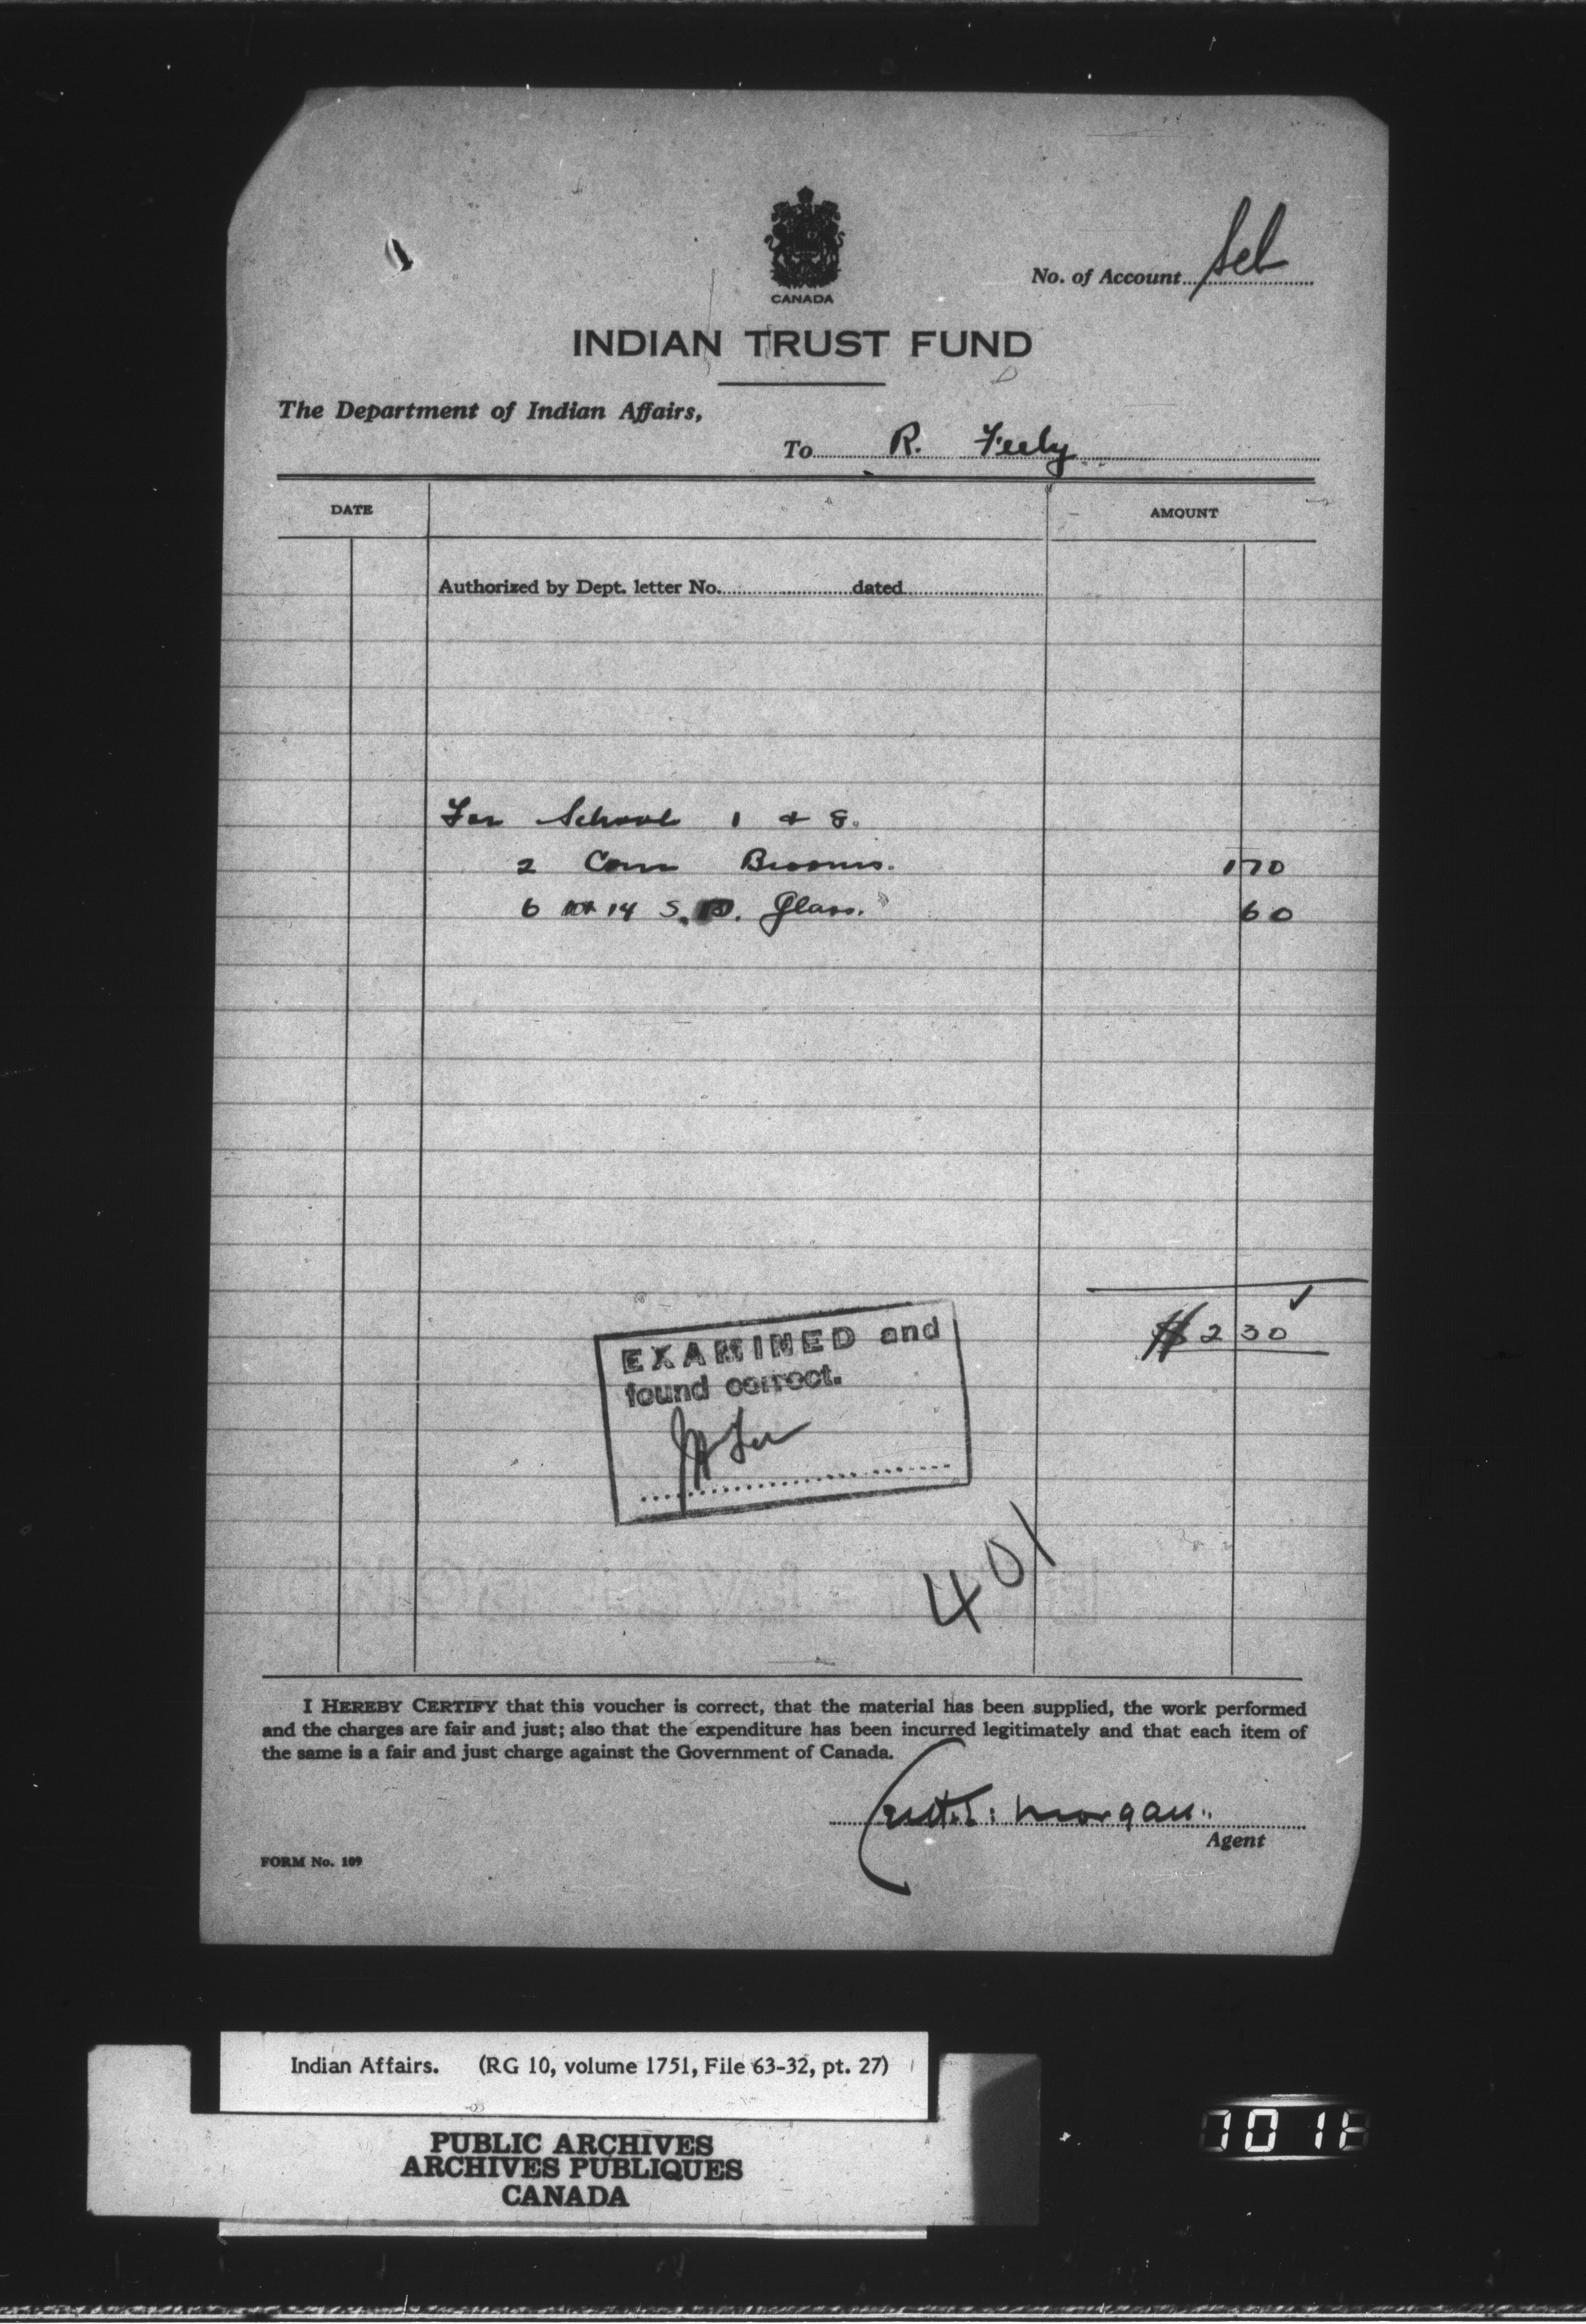 No. of Account
CANADA
INDIAN TRUST FUND
The Department of Indian Affairs,
To R. Feely
DATE
AMOUNT
Authorized by Dept. letter No. dated
For School 1 & 8.
2 Corn Brooms. 1 70
6 10x14 S. D. Glass. 60
$ 2 30
EXAMINED and
found correct.
401
I HEREBY CERTIFY that this voucher is correct, that the material has been supplied, the work performed
and the charges are fair and just; also that the expenditure has been incurred legitimately and that each item of
the same is a fair and just charge against the Government of Canada.
Morgan
Agent
FORM No. 109
Indian Affairs. (RG 10, volume 1751, File 63-32, pt. 27)
PUBLIC ARCHIVES
ARCHIVES PUBLIQUES
CANADA